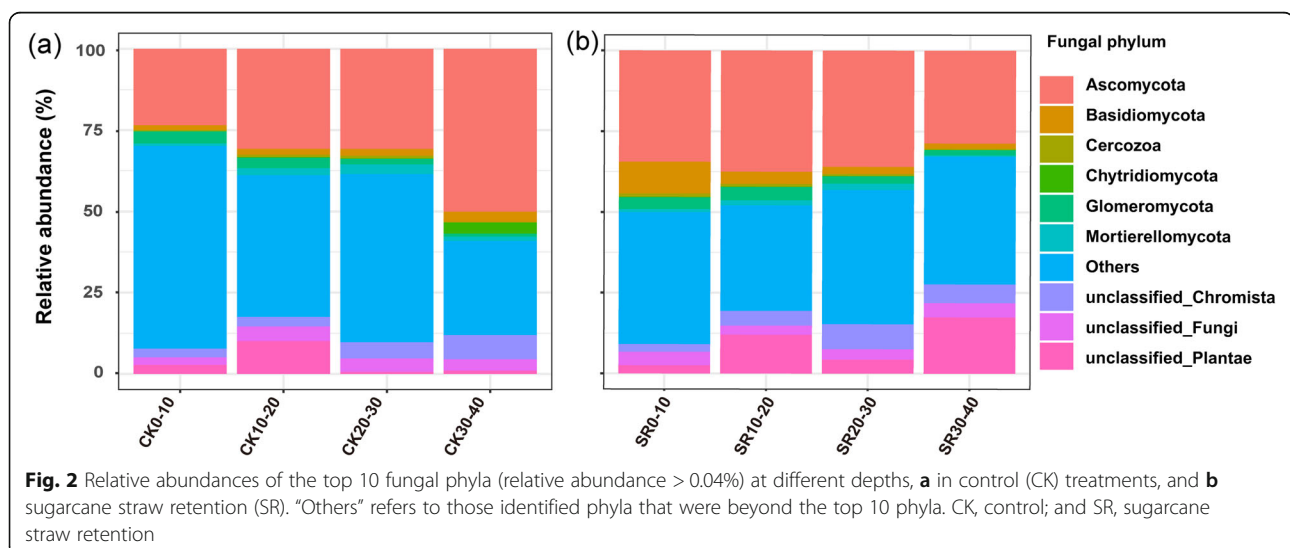 (a)
(b)
Relative abundance (%)
100
75
50
25
0
CK0-10
CK10-20
CK20-30
CK30-40
SR0-10
SR10-20
SR20-30
SR30-40
Fungal phylum
Ascomycota
Basidiomycota
Cercozoa
Chytridiomycota
Glomeromycota
Mortierellomycota
Others
unclassified_Chromista
unclassified_Fungi
unclassified_Plantae
Fig. 2 Relative abundances of the top 10 fungal phyla (relative abundance > 0.04%) at different depths, a in control (CK) treatments, and b
sugarcane straw retention (SR). “Others” refers to those identified phyla that were beyond the top 10 phyla. CK, control; and SR, sugarcane
straw retention